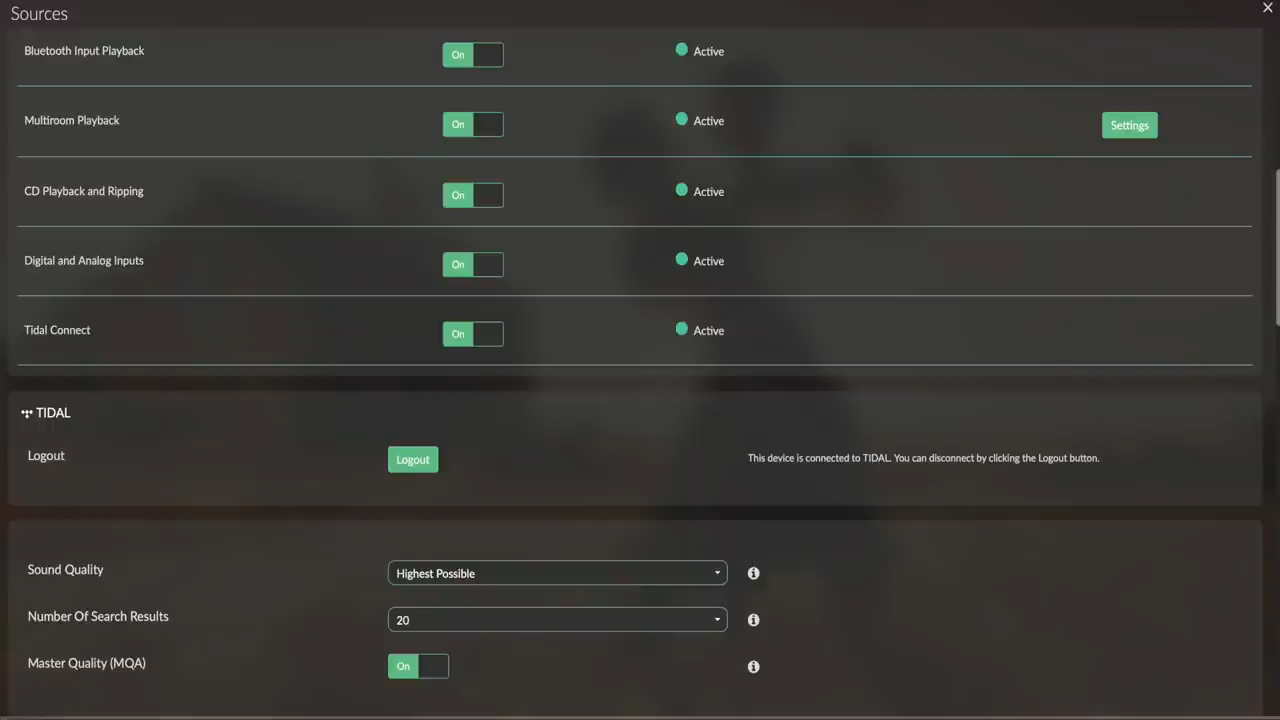 Sources
Bluetooth Input Playback On Active
Multiroom Playback On Active Settings
CD Playback and Ripping On Active
Digital and Analog Inputs On Active
Tidal Connect On Active
TIDAL
Logout Logout This device is connected to TIDAL. You can disconnect by clicking the Logout button.
Sound Quality Highest Possible
Number Of Search Results 20
Master Quality (MQA) On